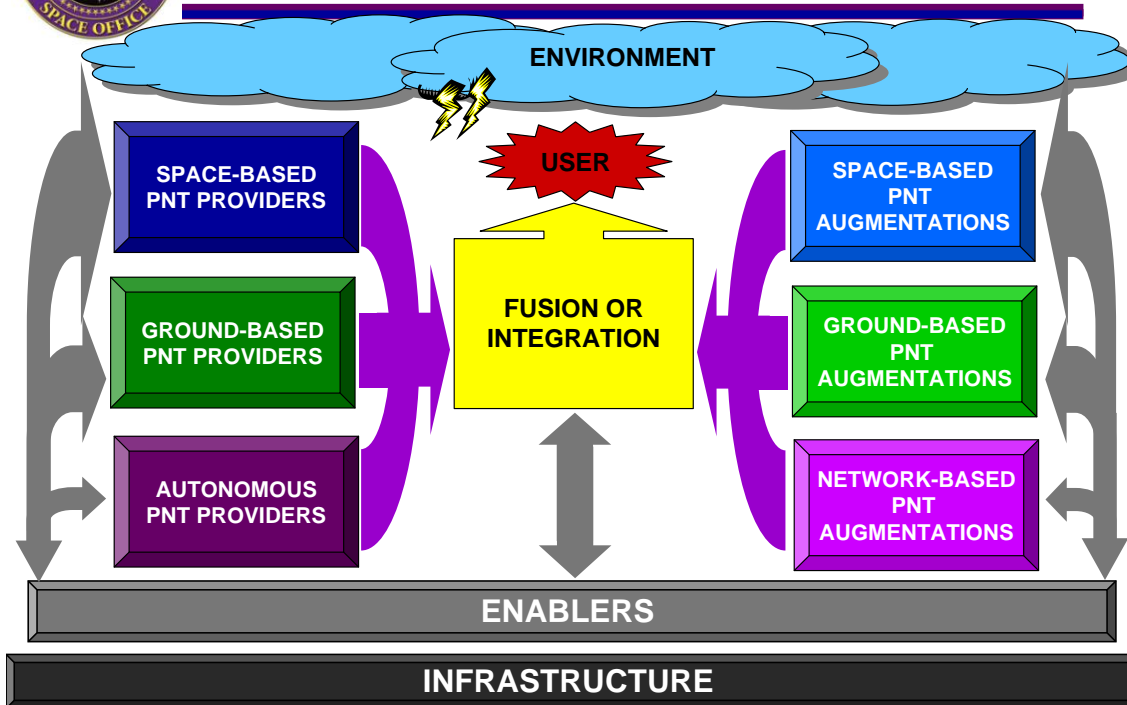 SPACE OFFICE
ENVIRONMENT
USER
SPACE-BASED
PNT PROVIDERS
SPACE-BASED
PNT
AUGMENTATIONS
FUSION OR
INTEGRATION
GROUND-BASED
PNT PROVIDERS
GROUND-BASED
PNT
AUGMENTATIONS
AUTONOMOUS
PNT PROVIDERS
NETWORK-BASED
PNT
AUGMENTATIONS
ENABLERS
INFRASTRUCTURE